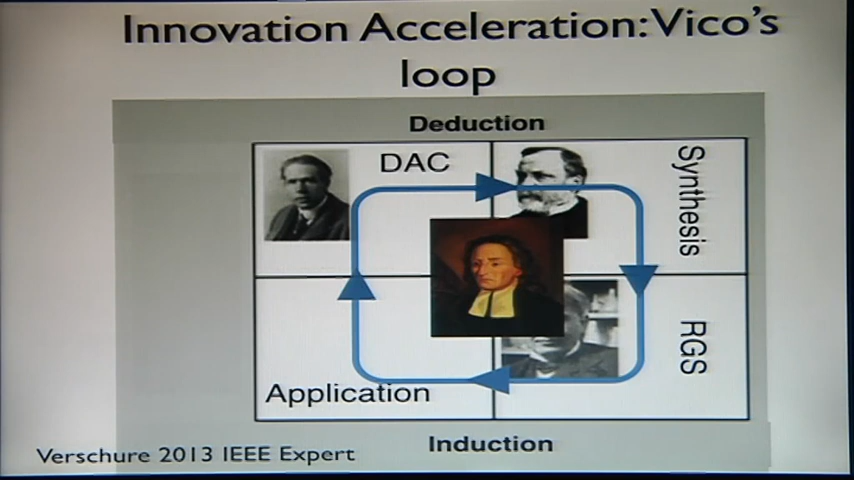 Innovation Acceleration: Vico's
loop
Deduction
DAC
Synthesis
RGS
Application
Induction
Verschure 2013 IEEE Expert